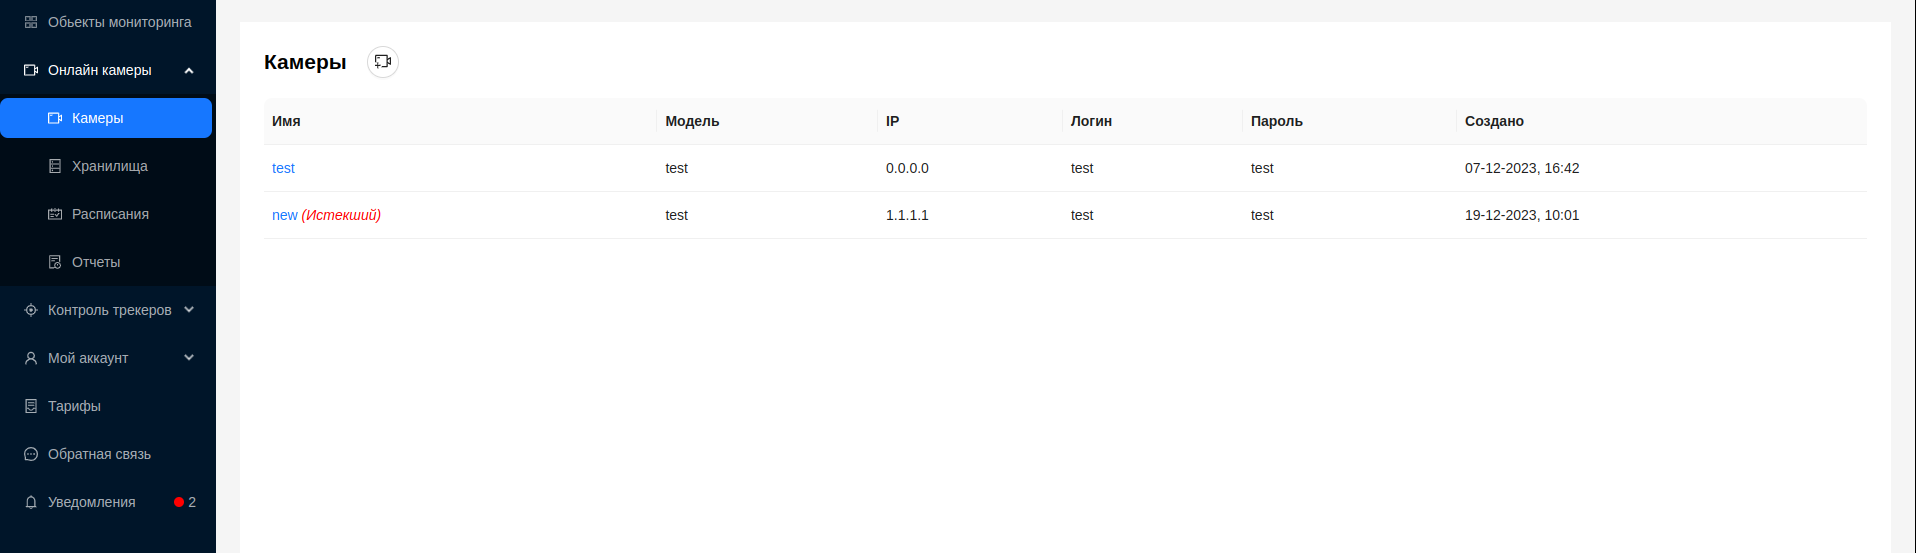 Обьекты мониторинга
Онлайн камеры
Камеры
Хранилища
Расписания
Отчеты
Контроль трекеров
Мой аккаунт
Тарифы
Обратная связь
Уведомления 2
Камеры
Имя Модель IP Логин Пароль Создано
test test 0.0.0.0 test test 07-12-2023, 16:42
new (Истекший) test 1.1.1.1 test test 19-12-2023, 10:01